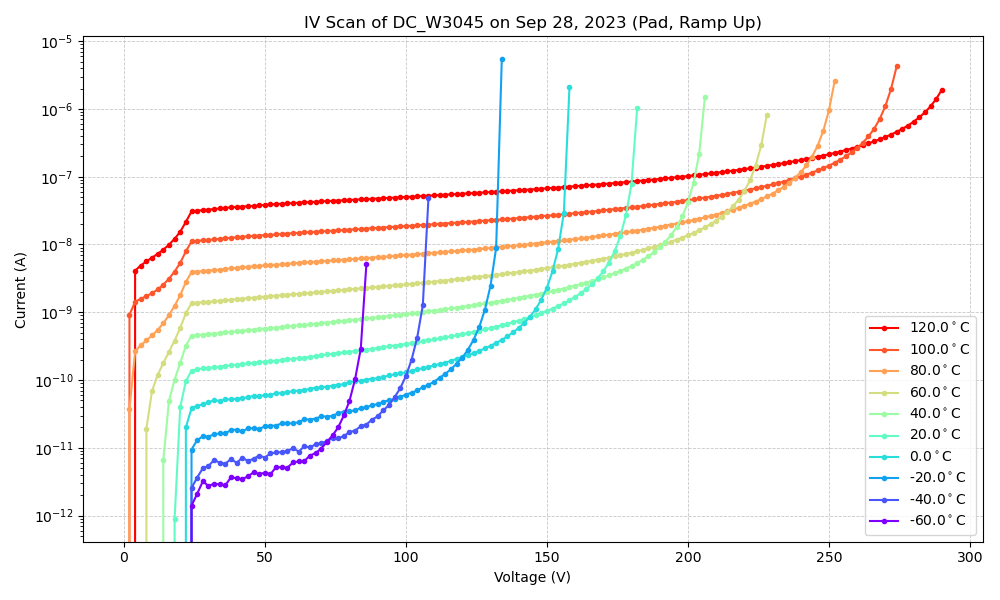 IV Scan of DC_W3045 on Sep 28, 2023 (Pad, Ramp Up)
Current (A)
10⁻⁵
10⁻⁶
10⁻⁷
10⁻⁸
10⁻⁹
10⁻¹⁰
10⁻¹¹
10⁻¹²
120.0°C
100.0°C
80.0°C
60.0°C
40.0°C
20.0°C
0.0°C
-20.0°C
-40.0°C
-60.0°C
0 50 100 150 200 250 300
Voltage (V)